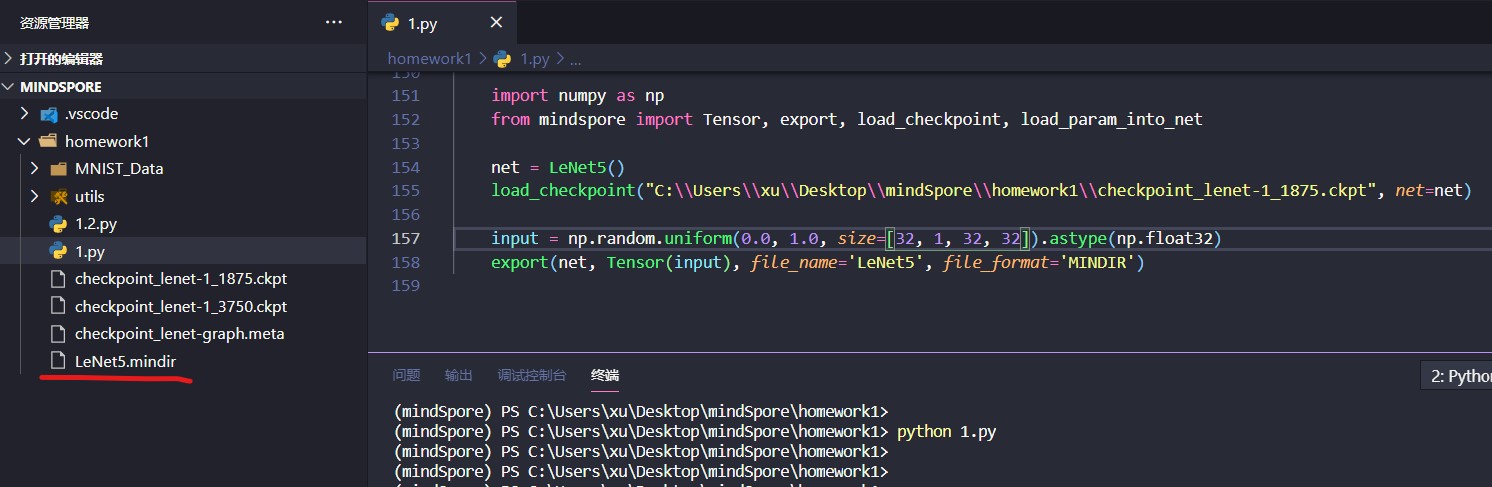 资源管理器
打开的编辑器
MINDSPORE
.vscode
homework1
MNIST_Data
utils
1.2.py
1.py
checkpoint_lenet-1_1875.ckpt
checkpoint_lenet-1_3750.ckpt
checkpoint_lenet-graph.meta
LeNet5.mindir
1.py
homework1 > 1.py > ...
150
151 import numpy as np
152 from mindspore import Tensor, export, load_checkpoint, load_param_into_net
153
154 net = LeNet5()
155 load_checkpoint("C:\\Users\\xu\\Desktop\\mindSpore\\homework1\\checkpoint_lenet-1_1875.ckpt", net=net)
156
157 input = np.random.uniform(0.0, 1.0, size=[32, 1, 32, 32]).astype(np.float32)
158 export(net, Tensor(input), file_name='LeNet5', file_format='MINDIR')
159
问题 输出 调试控制台 终端
2: Python
(mindSpore) PS C:\Users\xu\Desktop\mindSpore\homework1>
(mindSpore) PS C:\Users\xu\Desktop\mindSpore\homework1> python 1.py
(mindSpore) PS C:\Users\xu\Desktop\mindSpore\homework1>
(mindSpore) PS C:\Users\xu\Desktop\mindSpore\homework1>